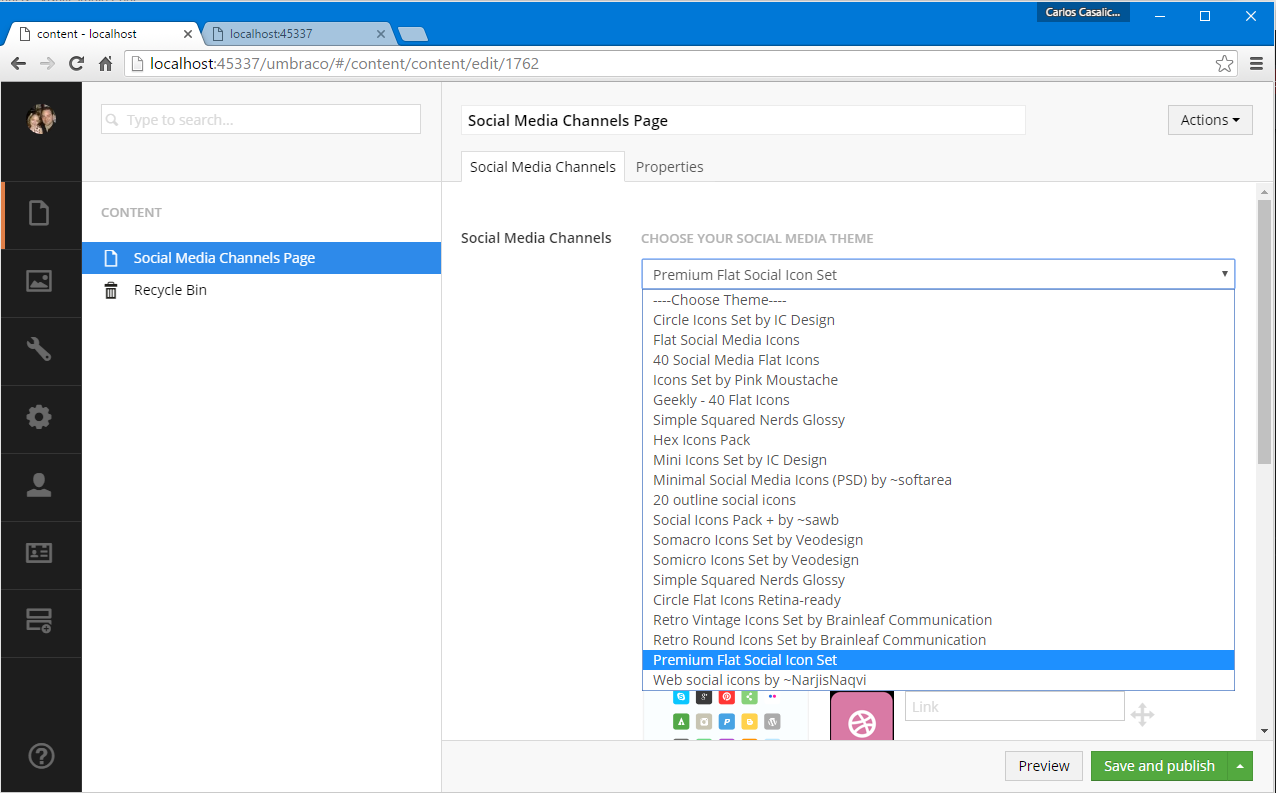 Carlos Casalic...
content - localhost
localhost:45337
localhost:45337/umbraco/#/content/content/edit/1762
Type to search...
Social Media Channels Page
Actions
Social Media Channels
Properties
CONTENT
Social Media Channels Page
Recycle Bin
Social Media Channels
CHOOSE YOUR SOCIAL MEDIA THEME
Premium Flat Social Icon Set
----Choose Theme----
Circle Icons Set by IC Design
Flat Social Media Icons
40 Social Media Flat Icons
Icons Set by Pink Moustache
Geekly - 40 Flat Icons
Simple Squared Nerds Glossy
Hex Icons Pack
Mini Icons Set by IC Design
Minimal Social Media Icons (PSD) by ~softarea
20 outline social icons
Social Icons Pack + by ~sawb
Somacro Icons Set by Veodesign
Somicro Icons Set by Veodesign
Simple Squared Nerds Glossy
Circle Flat Icons Retina-ready
Retro Vintage Icons Set by Brainleaf Communication
Retro Round Icons Set by Brainleaf Communication
Premium Flat Social Icon Set
Web social icons by ~NarjisNaqvi
Link
Preview
Save and publish